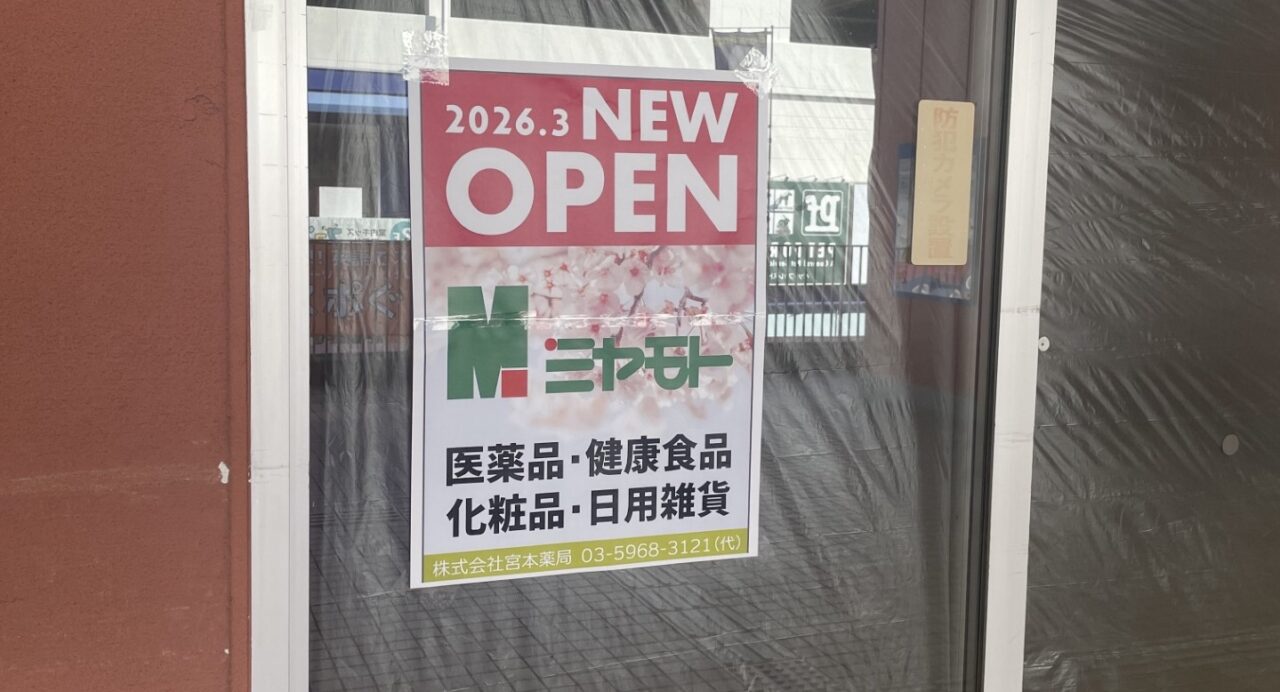 2026.3 NEW
OPEN
M ミヤモト
医薬品・健康食品
化粧品・日用雑貨
株式会社宮本薬局 03-5968-3121(代)
防犯カメラ設置